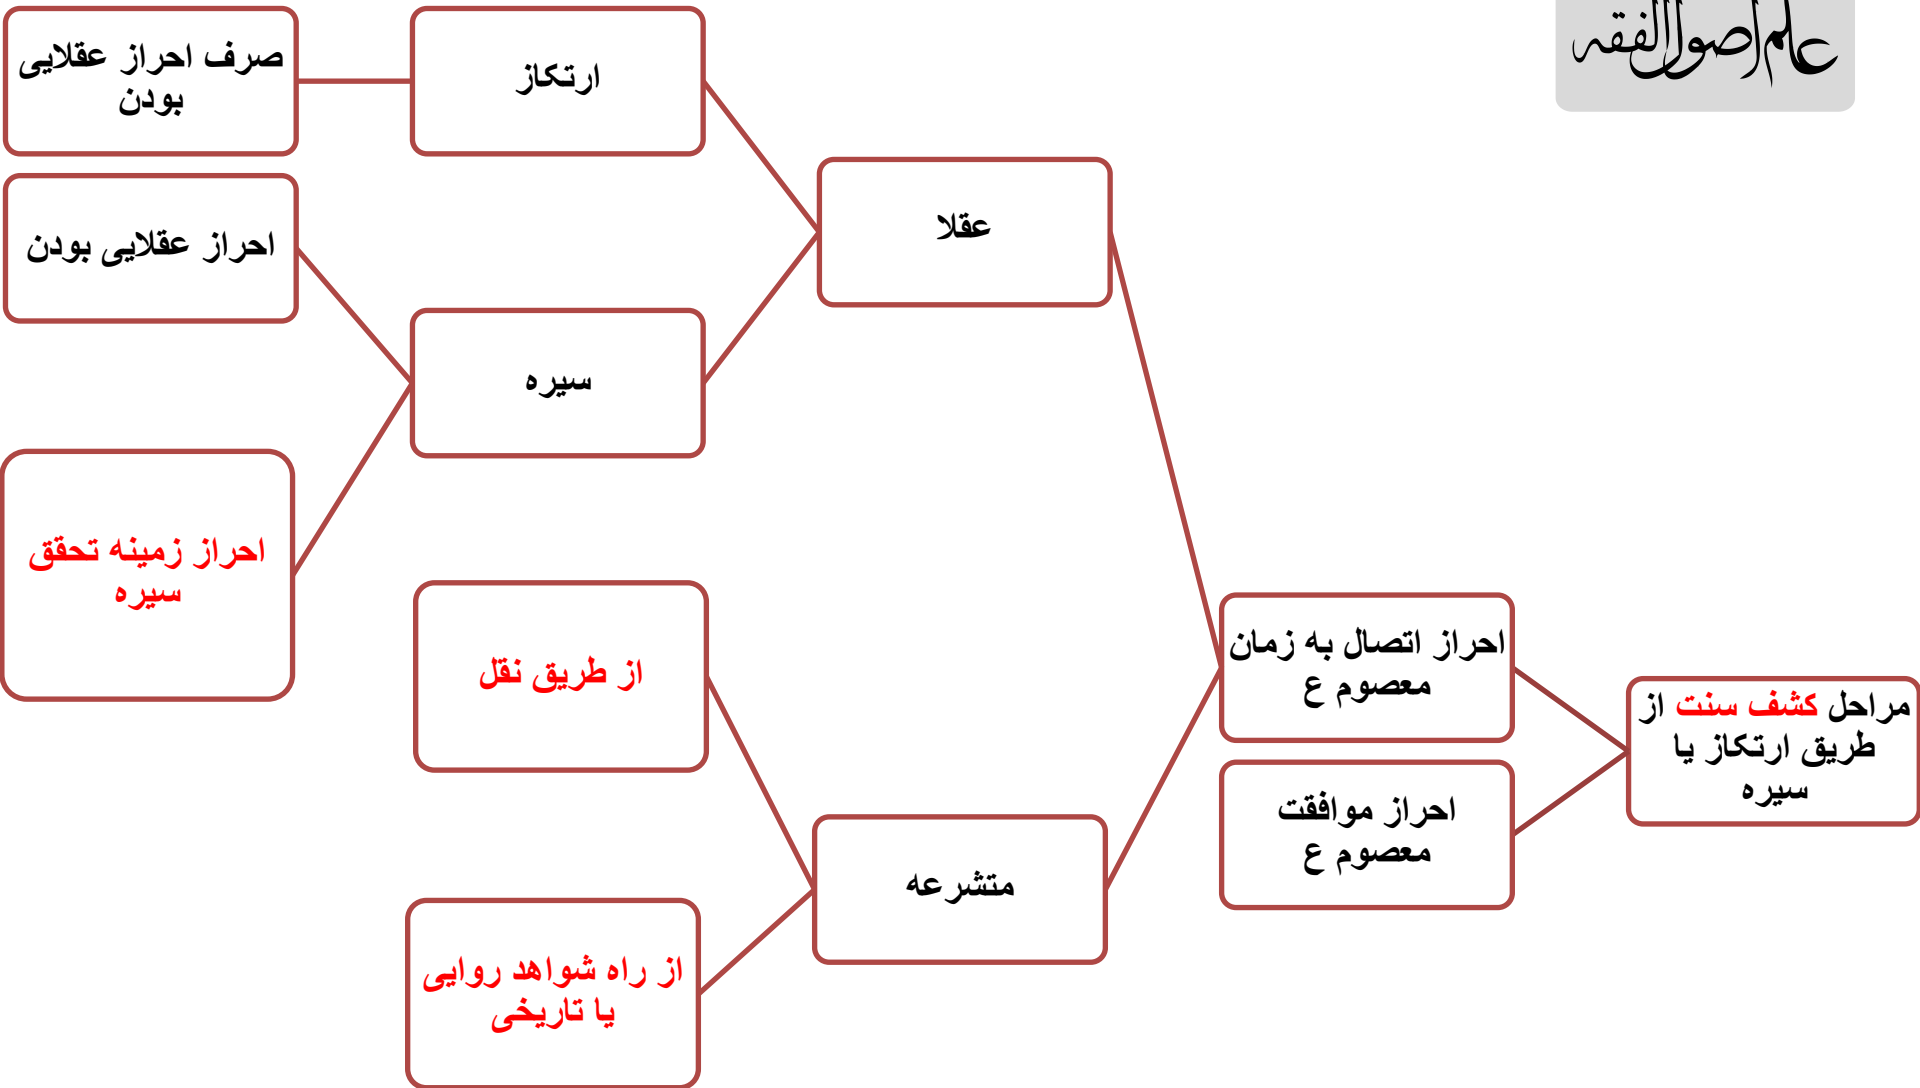 علم اصول الفقه
مراحل کشف سنت از
طریق ارتکاز یا
سیره
احراز اتصال به زمان
معصوم ع
احراز موافقت
معصوم ع
عقلا
متشرعه
ارتکاز
سیره
از طریق نقل
از راه شواهد روایی
یا تاریخی
صرف احراز عقلایی
بودن
احراز عقلایی بودن
احراز زمینه تحقق
سیره